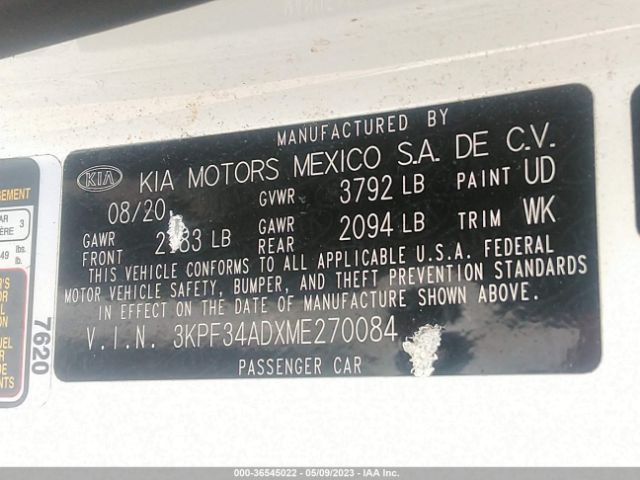 MANUFACTURED BY
KIA KIA MOTORS MEXICO S.A. DE C.V.
08/20 GVWR 3792 LB PAINT UD
GAWR FRONT LB GAWR REAR 2094 LB TRIM WK
THIS VEHICLE CONFORMS TO ALL APPLICABLE U.S.A. FEDERAL
MOTOR VEHICLE SAFETY, BUMPER, AND THEFT PREVENTION STANDARDS
IN EFFECT ON THE DATE OF MANUFACTURE SHOWN ABOVE.
V.I.N. 3KPF34ADXME270084
PASSENGER CAR
7620
000-36545022 - 05/09/2023 - IAA Inc.